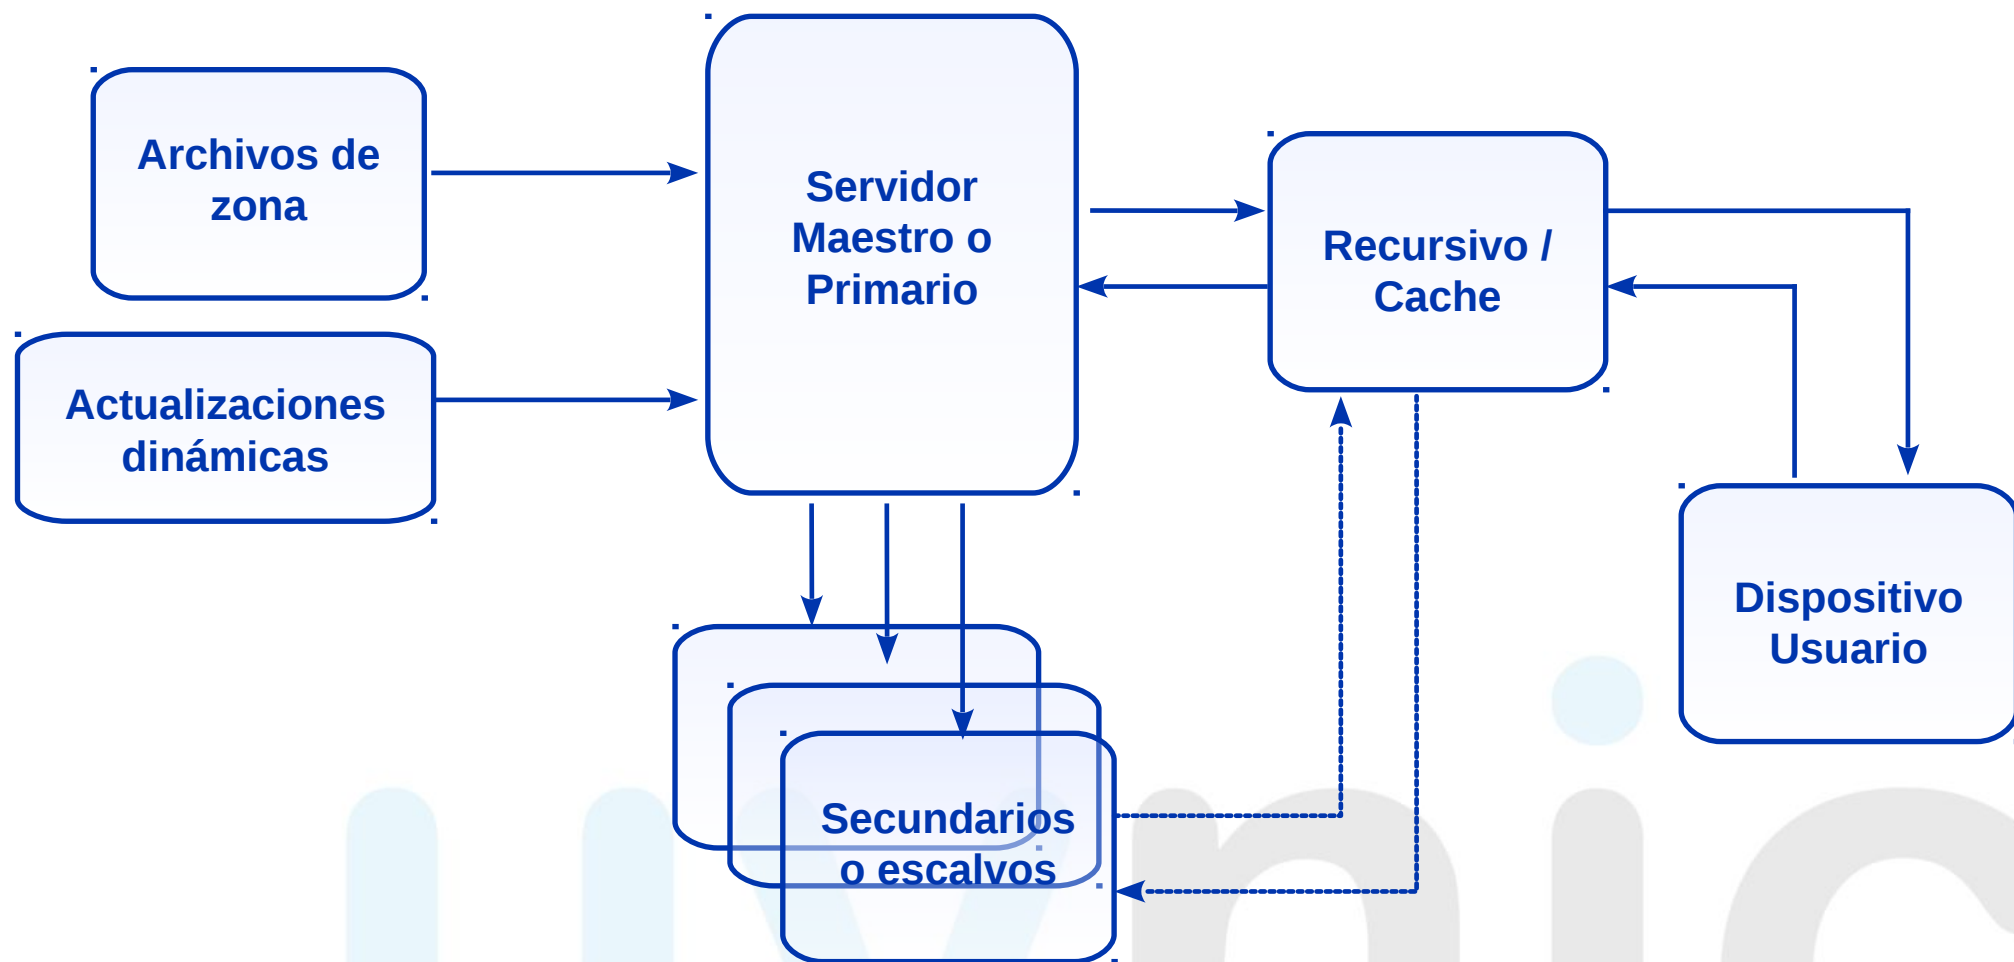 Archivos de
zona
Actualizaciones
dinámicas
Servidor
Maestro o
Primario
Recursivo /
Cache
Dispositivo
Usuario
Secundarios
o escalvos